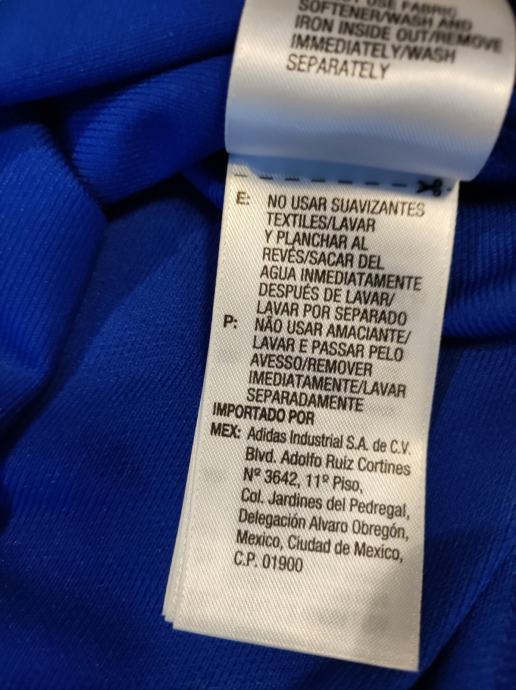 USE FABRIC
SOFTENER/WASH AND
IRON INSIDE OUT/REMOVE
IMMEDIATELY/WASH
SEPARATELY
E: NO USAR SUAVIZANTES
TEXTILES/LAVAR
Y PLANCHAR AL
REVÉS/SACAR DEL
AGUA INMEDIATAMENTE
DESPUÉS DE LAVAR/
LAVAR POR SEPARADO
P: NÃO USAR AMACIANTE/
LAVAR E PASSAR PELO
AVESSO/REMOVER
IMEDIATAMENTE/LAVAR
SEPARADAMENTE
IMPORTADO POR
MEX: Adidas Industrial S.A. de C.V.
Blvd. Adolfo Ruiz Cortines
Nº 3642, 11º Piso,
Col. Jardines del Pedregal,
Delegación Alvaro Obregón,
Mexico, Ciudad de Mexico,
C.P. 01900